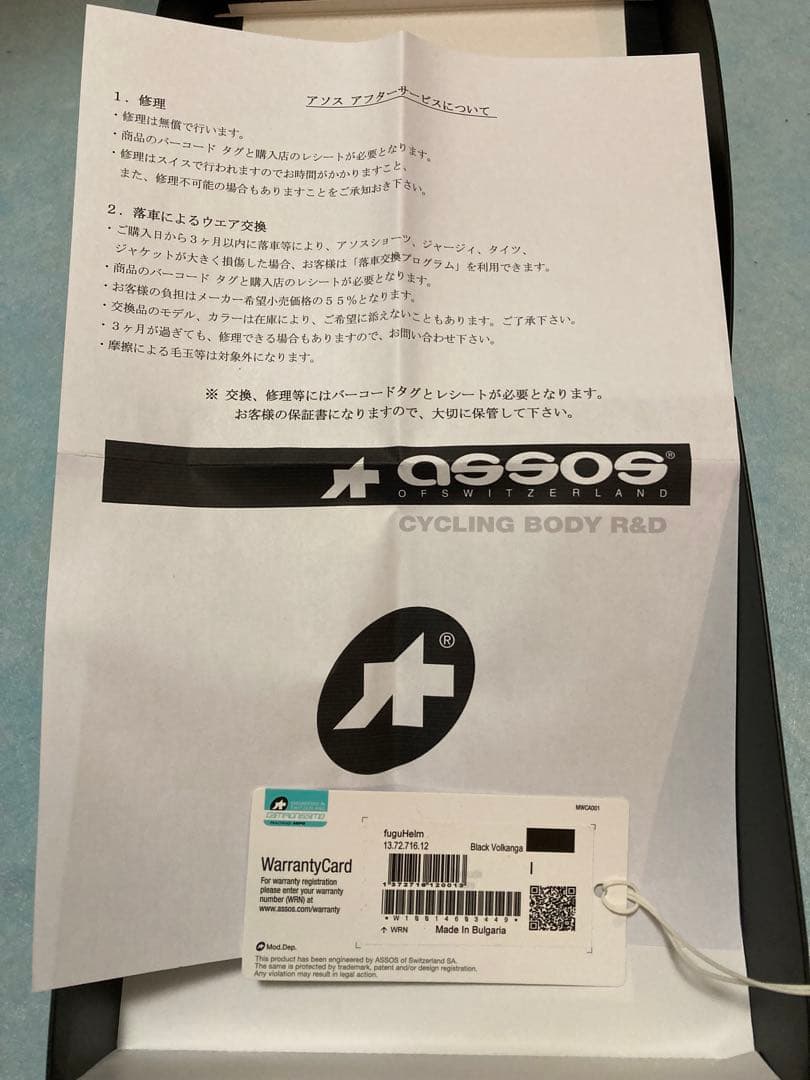 アソス アフターサービスについて
１．修理
・修理は無償で行います。
・商品のバーコード タグと購入店のレシートが必要となります。
・修理はスイスで行われますのでお時間がかかりますこと、
また、修理不可能の場合もありますことをご承知おき下さい。
２．落車によるウエア交換
・ご購入日から３ヶ月以内に落車等により、アソスショーツ、ジャージィ、タイツ、
ジャケットが大きく損傷した場合、お客様は「落車交換プログラム」を利用できます。
・商品のバーコード タグと購入店のレシートが必要となります。
・お客様の負担はメーカー希望小売価格の５５％となります。
・交換品のモデル、カラーは在庫により、ご希望に添えないこともあります。ご了承下さい。
・３ヶ月が過ぎても、修理できる場合もありますので、お問い合わせ下さい。
・摩擦による毛玉等は対象外になります。
※ 交換、修理等にはバーコードタグとレシートが必要となります。
お客様の保証書になりますので、大切に保管して下さい。
assos®
OFSWITZERLAND
CYCLING BODY R&D
®
ENGINEERED IN
SWITZERLAND
campionissimo
MWCA001
fuguHelm
13.72.716.12
Black Volkanga
I
WarrantyCard
For warranty registration
please enter your warranty
number (WRN) at
www.assos.com/warranty
*W18814683449*
↑ WRN
Made In Bulgaria
Mod.Dep.
This product has been engineered by ASSOS of Switzerland SA.
The same is protected by trademark, patent and/or design registration.
Any violation may result in legal action.